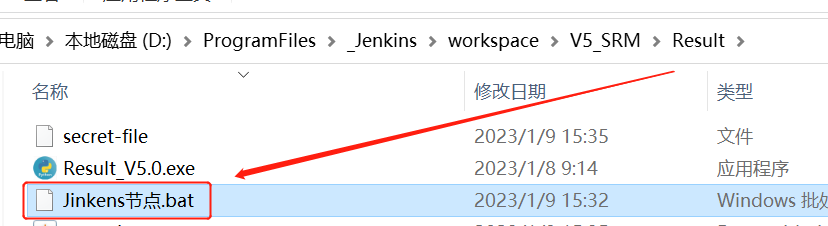 电脑 › 本地磁盘 (D:) › ProgramFiles › _Jenkins › workspace › V5_SRM › Result ›
名称 修改日期 类型
secret-file 2023/1/9 15:35 文件
Result_V5.0.exe 2023/1/8 9:14 应用程序
Jinkens节点.bat 2023/1/9 15:32 Windows 批